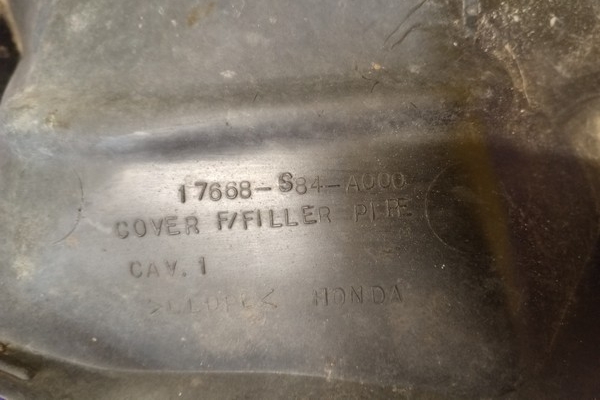 17668-S84-A000
COVER F/FILLER PIPE
CAV. 1
HONDA